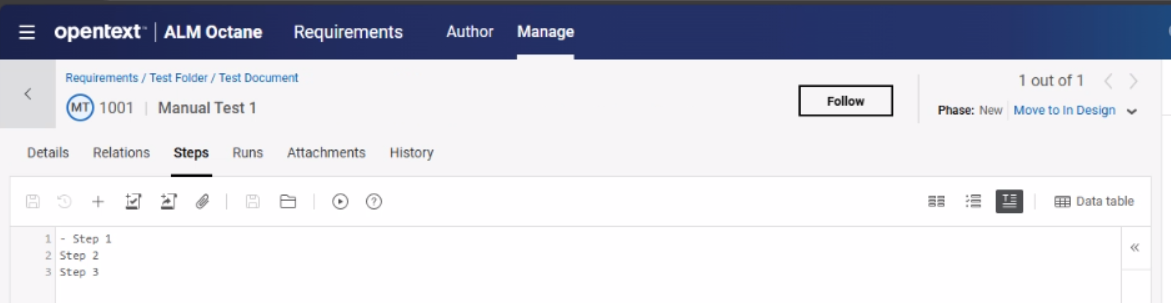 opentext™ | ALM Octane Requirements Author Manage
Requirements / Test Folder / Test Document
1 out of 1
MT 1001 | Manual Test 1
Follow
Phase: New Move to In Design
Details Relations Steps Runs Attachments History
Data table
1 - Step 1
2 Step 2
3 Step 3